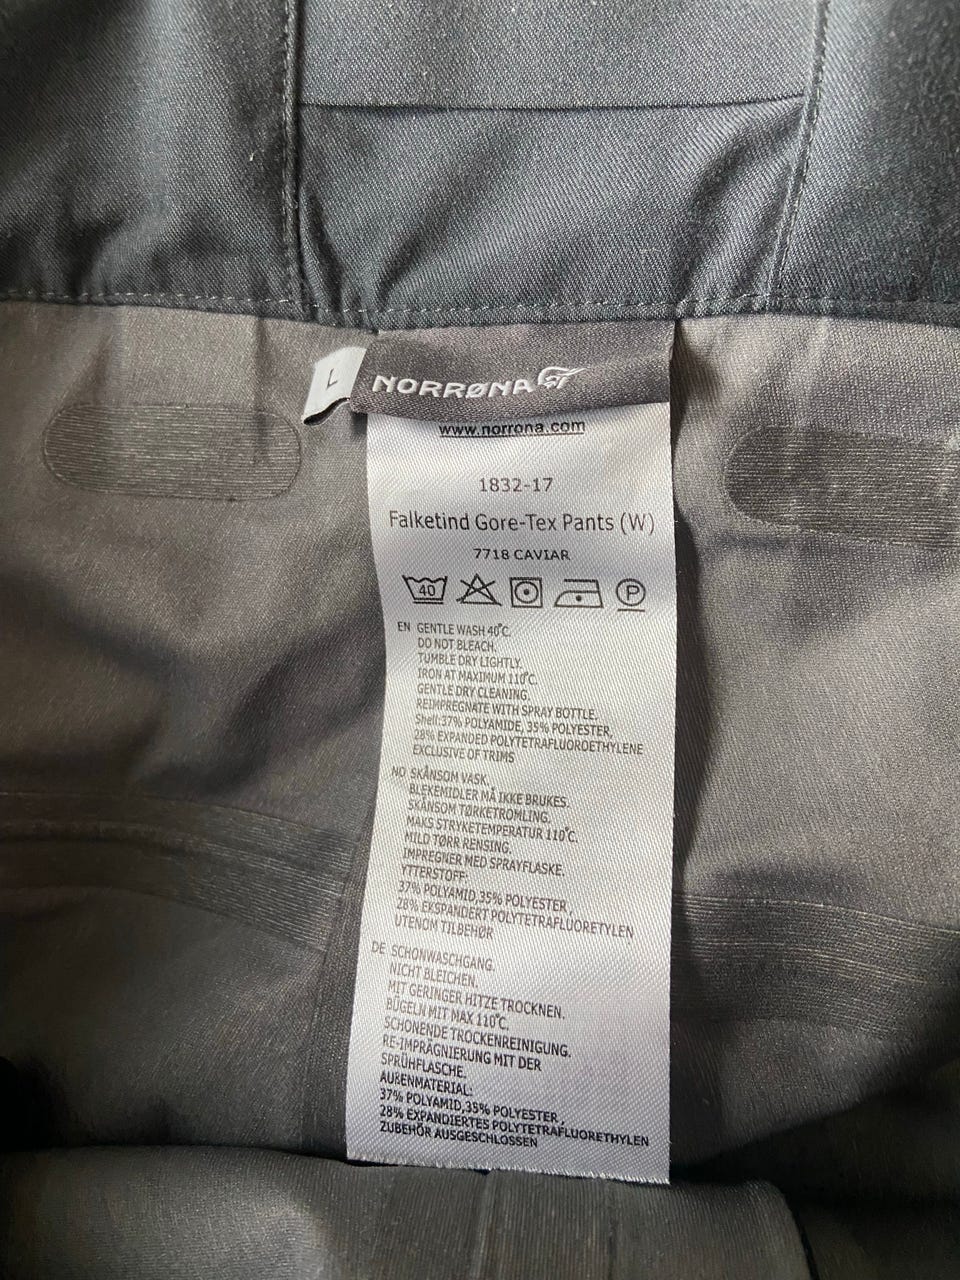 L
NORRØNA
www.norrona.com
1832-17
Falketind Gore-Tex Pants (W)
7718 CAVIAR
40 P
EN GENTLE WASH 40°C.
DO NOT BLEACH.
TUMBLE DRY LIGHTLY.
IRON AT MAXIMUM 110°C.
GENTLE DRY CLEANING.
REIMPREGNATE WITH SPRAY BOTTLE.
Shell:37% POLYAMIDE, 35% POLYESTER,
28% EXPANDED POLYTETRAFLUOROETHYLENE
EXCLUSIVE OF TRIMS
NO SKÅNSOM VASK.
BLEKEMIDLER MÅ IKKE BRUKES.
SKÅNSOM TØRKETROMLING.
MAKS STRYKETEMPERATUR 110°C.
MILD TØRR RENSING.
IMPREGNER MED SPRAYFLASKE.
YTTERSTOFF:
37% POLYAMID,35% POLYESTER,
28% EKSPANDERT POLYTETRAFLUORETYLEN
UTENOM TILBEHØR
DE SCHONWASCHGANG.
NICHT BLEICHEN.
MIT GERINGER HITZE TROCKNEN.
BÜGELN MIT MAX 110°C.
SCHONENDE TROCKENREINIGUNG.
RE-IMPRÄGNIERUNG MIT DER
SPRÜHFLASCHE.
AUßENMATERIAL:
37% POLYAMID,35% POLYESTER,
28% EXPANDIERTES POLYTETRAFLUORETHYLEN
ZUBEHÖR AUSGESCHLOSSEN